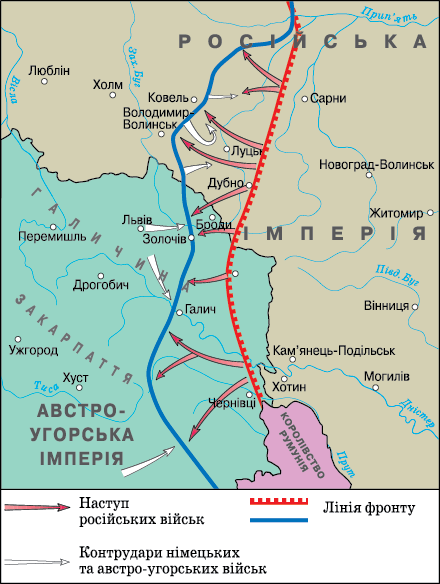 Прип'ять
РОСІЙСЬКА
Люблін
Зах. Буг
Вісла
Холм
Ковель
Сарни
Володимир-
Волинськ
Луцьк
Новоград-Волинськ
Дубно
ГАЛИЧИНА
Львів
Броди
Житомир
Перемишль
Золочів
ІМПЕРІЯ
Півд. Буг
Дрогобич
ЗАКАРПАТТЯ
Галич
Вінниця
Ужгород
Кам'янець-Подільськ
Тиса
Хуст
Хотин
Могилів
Чернівці
Дністер
АВСТРО-
УГОРСЬКА
ІМПЕРІЯ
КОРОЛІВСТВО
РУМУНІЯ
Прут
Наступ
російських військ
Лінія фронту
Контрудари німецьких
та австро-угорських військ